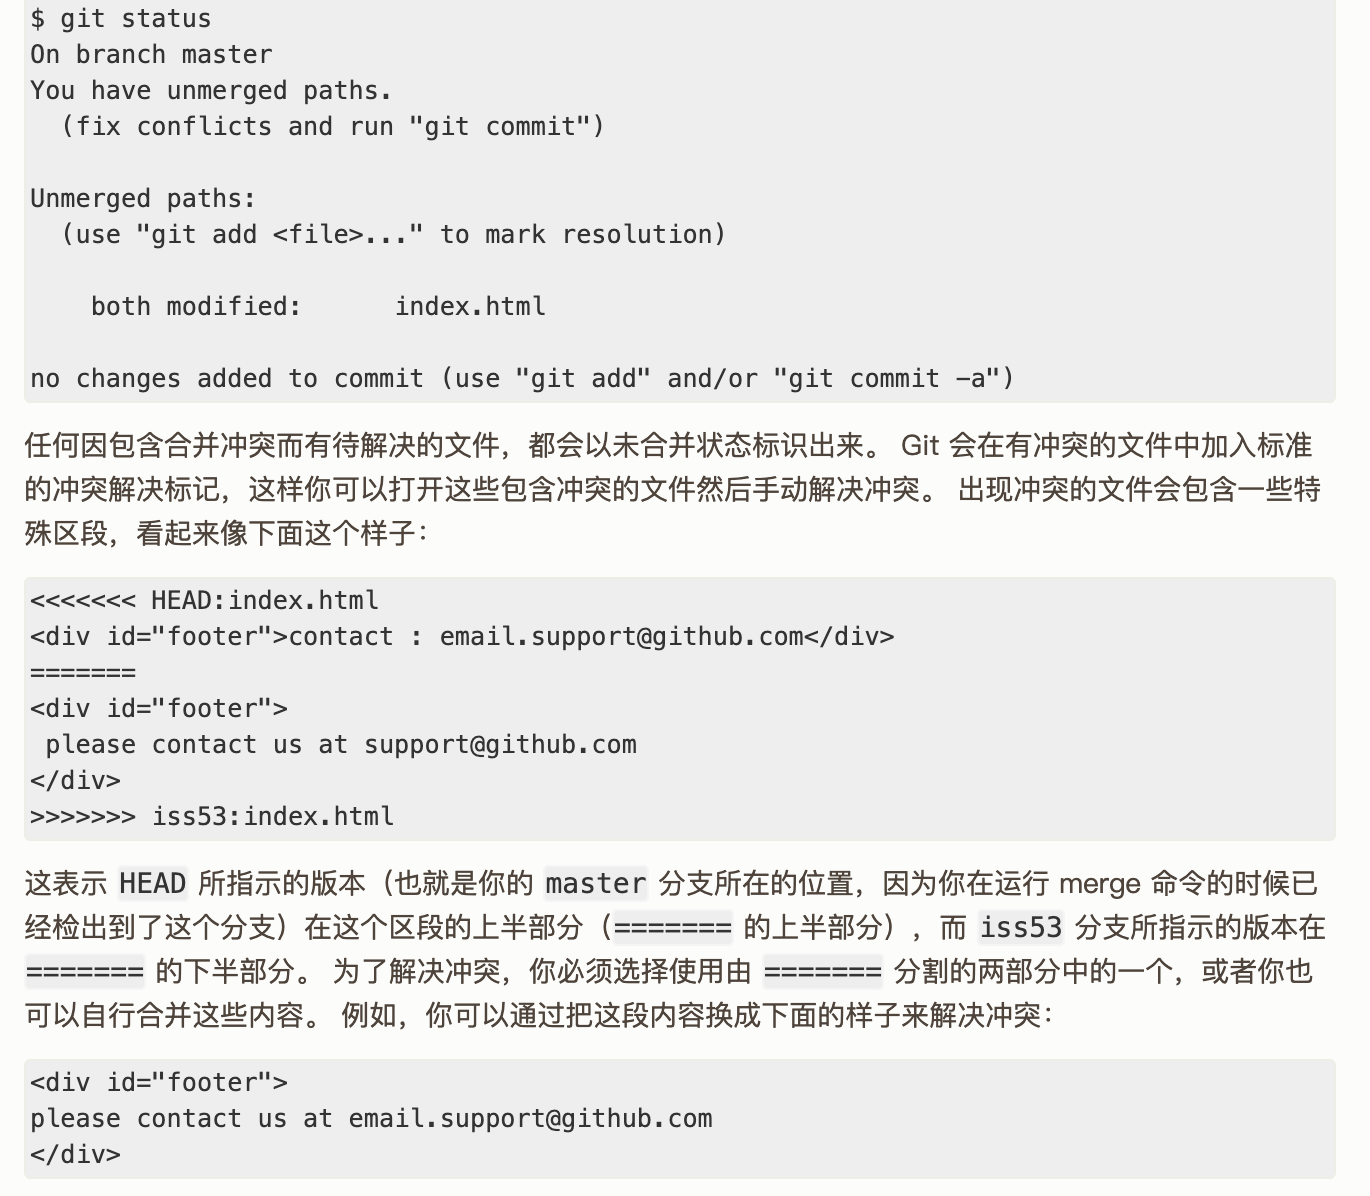 $ git status
On branch master
You have unmerged paths.
  (fix conflicts and run "git commit")

Unmerged paths:
  (use "git add <file>..." to mark resolution)

    both modified:      index.html

no changes added to commit (use "git add" and/or "git commit -a")
任何因包含合并冲突而有待解决的文件，都会以未合并状态标识出来。 Git 会在有冲突的文件中加入标准
的冲突解决标记，这样你可以打开这些包含冲突的文件然后手动解决冲突。 出现冲突的文件会包含一些特
殊区段，看起来像下面这个样子：
<<<<<<< HEAD:index.html
<div id="footer">contact : email.support@github.com</div>
=======
<div id="footer">
 please contact us at support@github.com
</div>
>>>>>>> iss53:index.html
这表示 HEAD 所指示的版本（也就是你的 master 分支所在的位置，因为你在运行 merge 命令的时候已
经检出到了这个分支）在这个区段的上半部分（======= 的上半部分），而 iss53 分支所指示的版本在
======= 的下半部分。 为了解决冲突，你必须选择使用由 ======= 分割的两部分中的一个，或者你也
可以自行合并这些内容。 例如，你可以通过把这段内容换成下面的样子来解决冲突：
<div id="footer">
please contact us at email.support@github.com
</div>